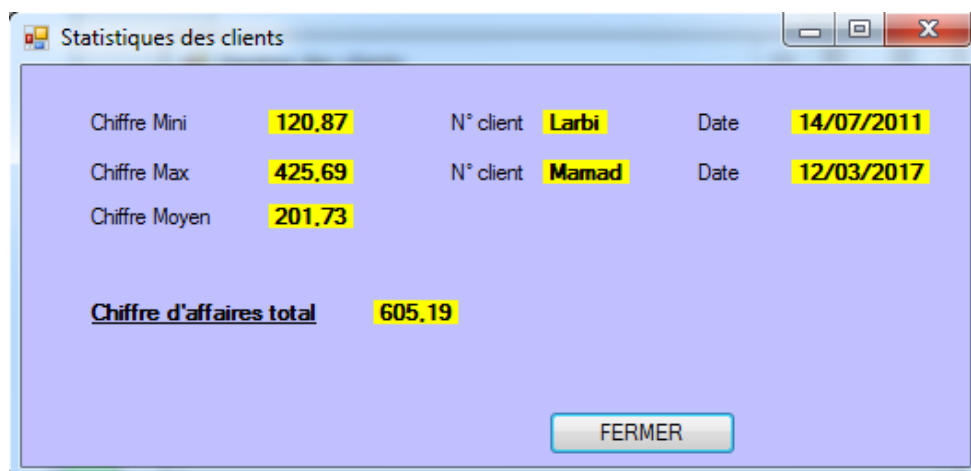 Statistiques des clients
Chiffre Mini 120,87 N° client Larbi Date 14/07/2011
Chiffre Max 425,69 N° client Mamad Date 12/03/2017
Chiffre Moyen 201,73
Chiffre d'affaires total 605,19
FERMER